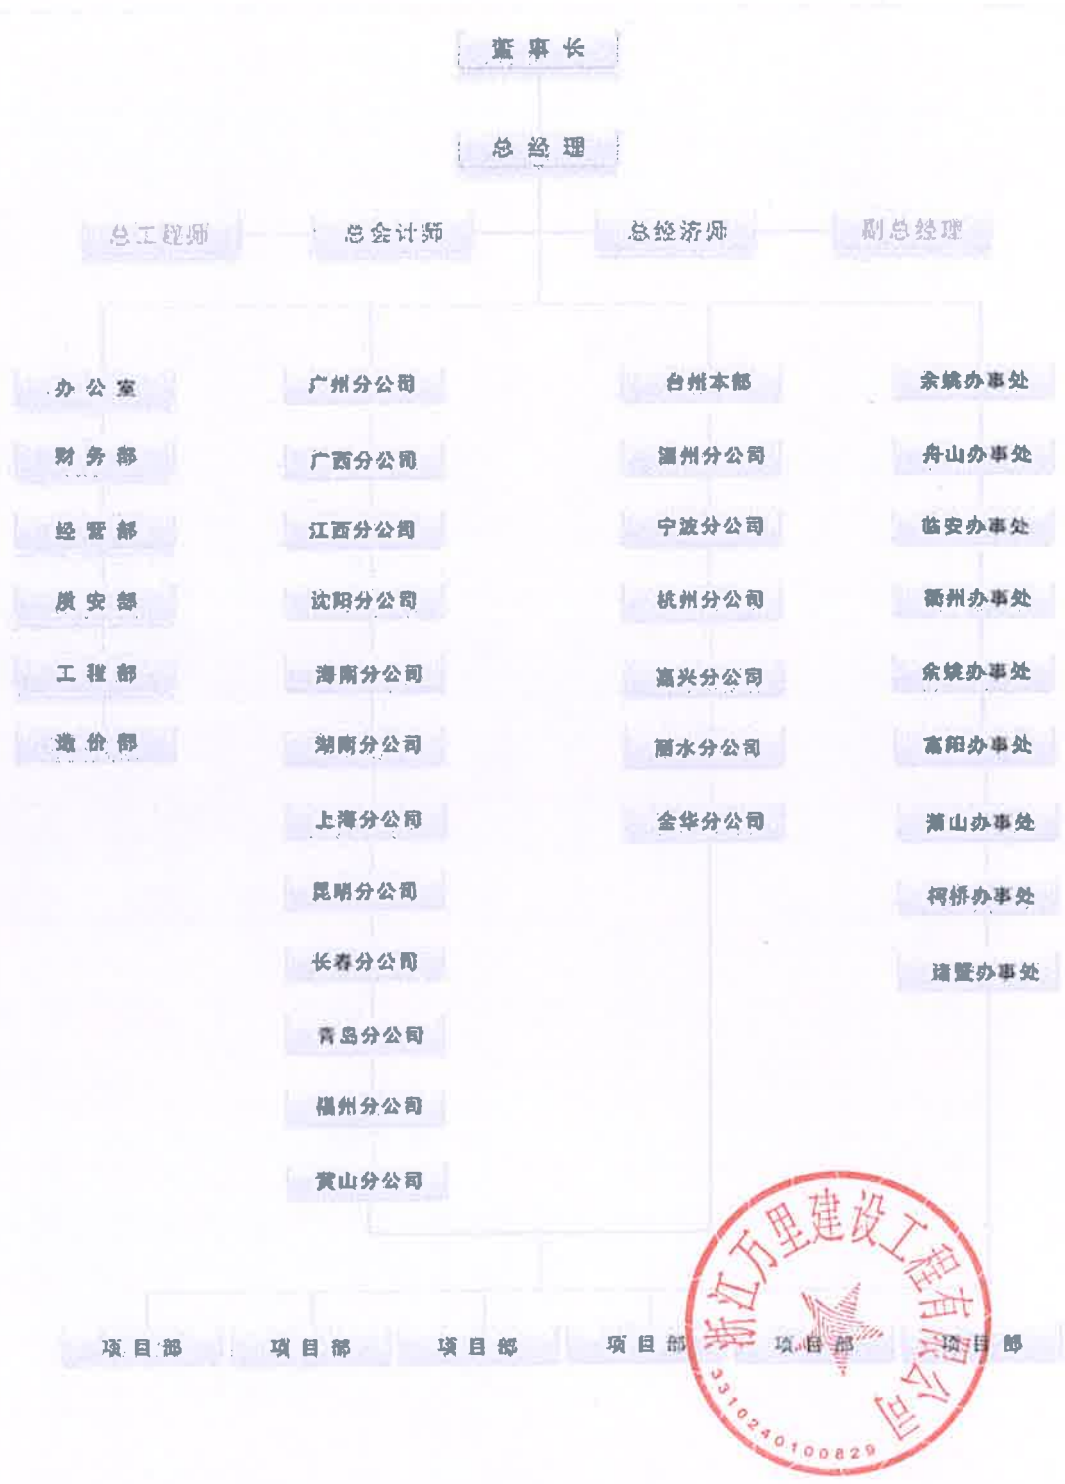 董事长
总经理
总工程师 总会计师 总经济师 副总经理
办公室 广州分公司 台州本部 余姚办事处
财务部 广西分公司 温州分公司 舟山办事处
经营部 江西分公司 宁波分公司 临安办事处
质安部 沈阳分公司 杭州分公司 衢州办事处
工程部 海南分公司 嘉兴分公司 余姚办事处
造价部 湖南分公司 丽水分公司 富阳办事处
上海分公司 金华分公司 萧山办事处
昆明分公司 柯桥办事处
长春分公司 诸暨办事处
青岛分公司
福州分公司
黄山分公司
项目部 项目部 项目部 项目部 项目部 项目部
浙江万里建设工程有限公司
3310240100829